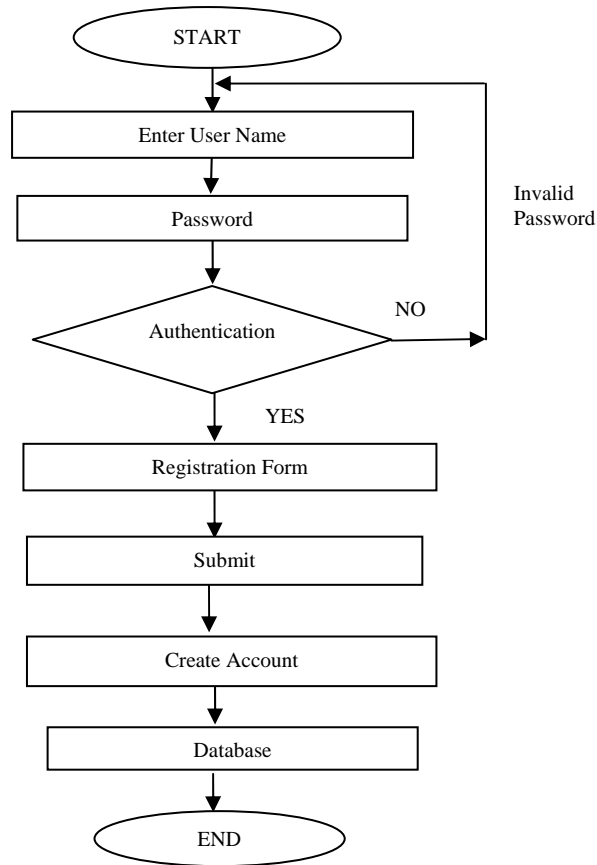 START
Enter User Name
Password
Invalid
Password
Authentication
NO
YES
Registration Form
Submit
Create Account
Database
END